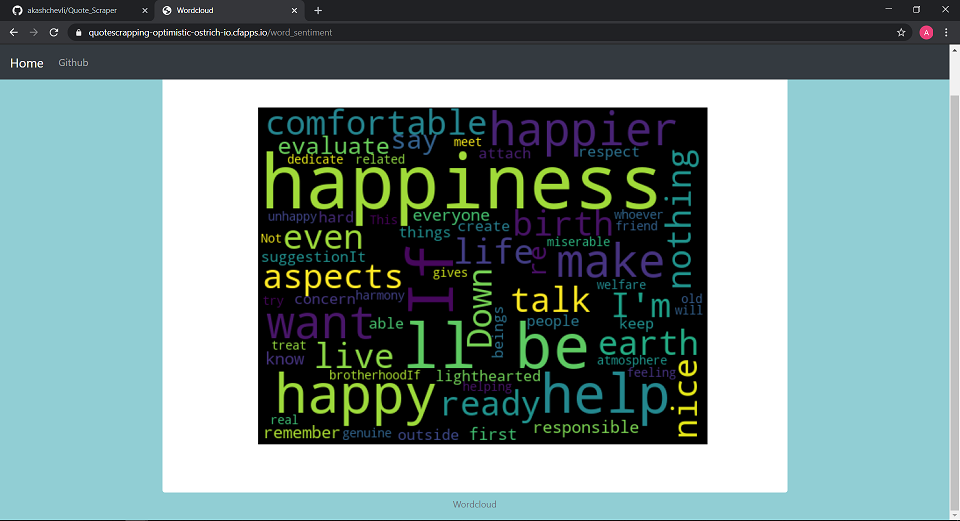 akashchevli/Quote_Scraper
Wordcloud
quotescrapping-optimistic-ostrich-io.cfapps.io/word_sentiment
A
Home
Github
comfortable
happier
evaluate
say
meet
attach
respect
dedicate
related
happiness
nothing
unhappy
hard
This
everyone
birth
whoever
friend
things
create
Not
even
life
miserable
suggestionIt
If
re
make
aspects
gives
Down
welfare
try
concern
harmony
talk
I'm
old
will
want
able
beings
people
keep
ll
be
earth
treat
know
live
atmosphere
feeling
brotherhoodIf
lighthearted
helping
happy
ready
help
nice
real
remember
genuine
outside
first
responsible
Wordcloud